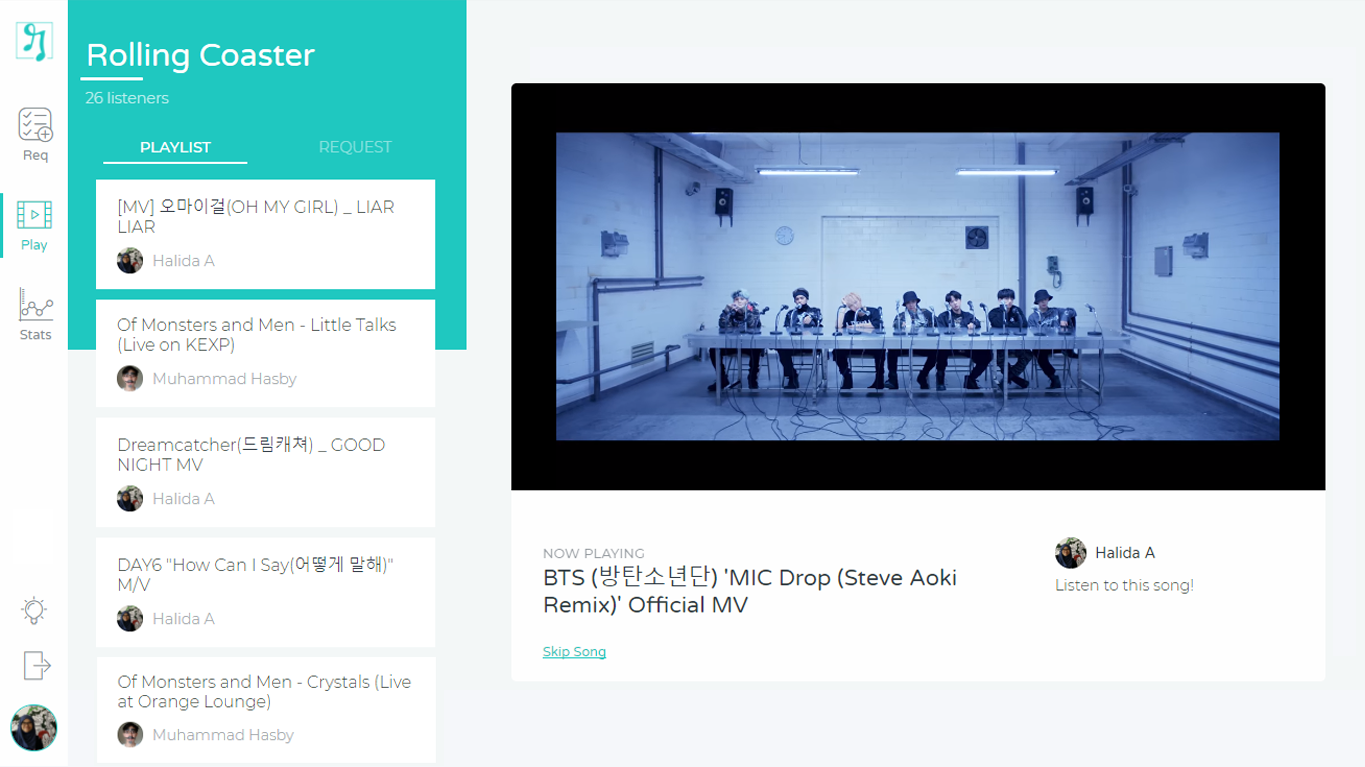 Rolling Coaster
26 listeners
PLAYLIST
REQUEST
Req
Play
Stats
[MV] 오마이걸(OH MY GIRL) _ LIAR
LIAR
Halida A
Of Monsters and Men - Little Talks
(Live on KEXP)
Muhammad Hasby
Dreamcatcher(드림캐쳐) _ GOOD
NIGHT MV
Halida A
DAY6 "How Can I Say(어떻게 말해)"
M/V
Halida A
Of Monsters and Men - Crystals (Live
at Orange Lounge)
Muhammad Hasby
NOW PLAYING
BTS (방탄소년단) 'MIC Drop (Steve Aoki
Remix)' Official MV
Skip Song
Halida A
Listen to this song!